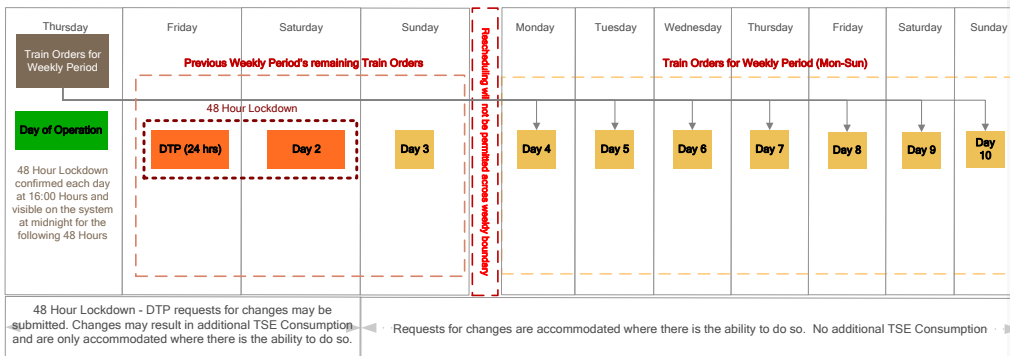 Thursday
Friday
Saturday
Sunday
Monday
Tuesday
Wednesday
Thursday
Friday
Saturday
Sunday
Train Orders for
Weekly Period
Previous Weekly Period's remaining Train Orders
Rescheduling will not be permitted across weekly boundary
Train Orders for Weekly Period (Mon-Sun)
48 Hour Lockdown
Day of Operation
DTP (24 hrs)
Day 2
Day 3
Day 4
Day 5
Day 6
Day 7
Day 8
Day 9
Day
10
48 Hour Lockdown
confirmed each day
at 16:00 Hours and
visible on the system
at midnight for the
following 48 Hours
48 Hour Lockdown - DTP requests for changes may be
submitted. Changes may result in additional TSE Consumption
and are only accommodated where there is the ability to do so.
Requests for changes are accommodated where there is the ability to do so.  No additional TSE Consumption